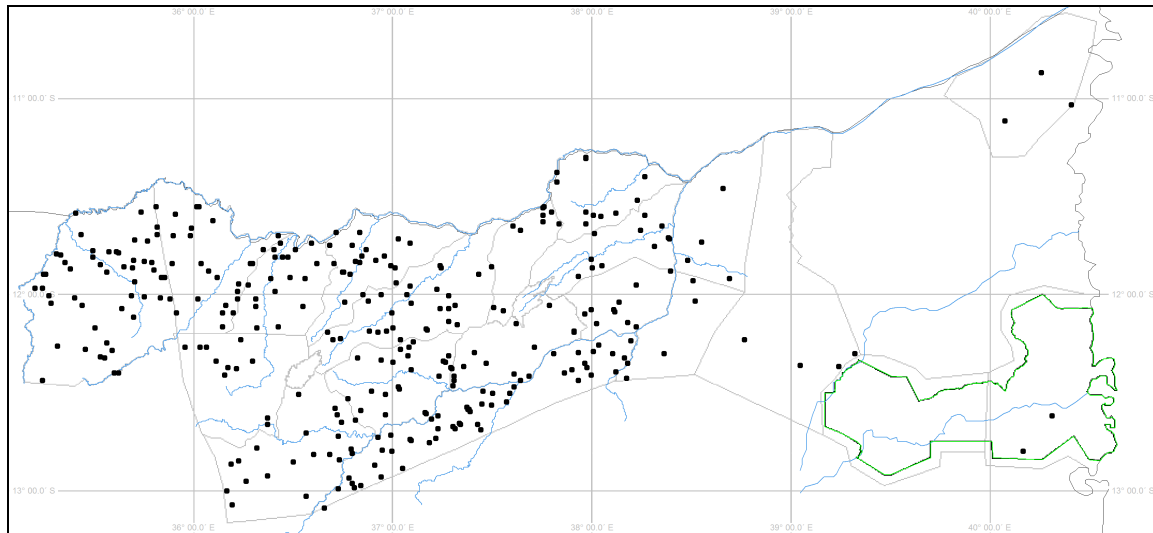 36° 00.0´ E 37° 00.0´ E 38° 00.0´ E 39° 00.0´ E 40° 00.0´ E
11° 00.0´ S 11° 00.0´ S
12° 00.0´ S 12° 00.0´ S
13° 00.0´ S 13° 00.0´ S
36° 00.0´ E 37° 00.0´ E 38° 00.0´ E 39° 00.0´ E 40° 00.0´ E